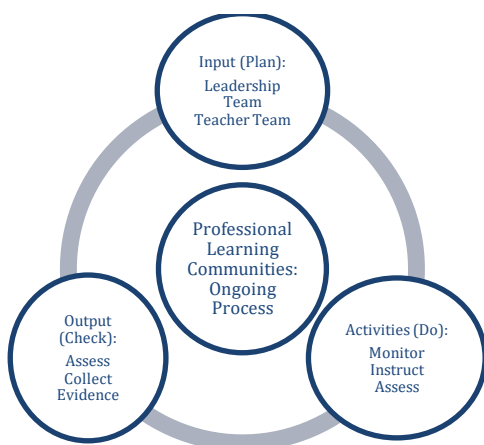 Input (Plan):
Leadership
Team
Teacher Team
Professional
Learning
Communities:
Ongoing
Process
Output
(Check):
Assess
Collect
Evidence
Activities (Do):
Monitor
Instruct
Assess